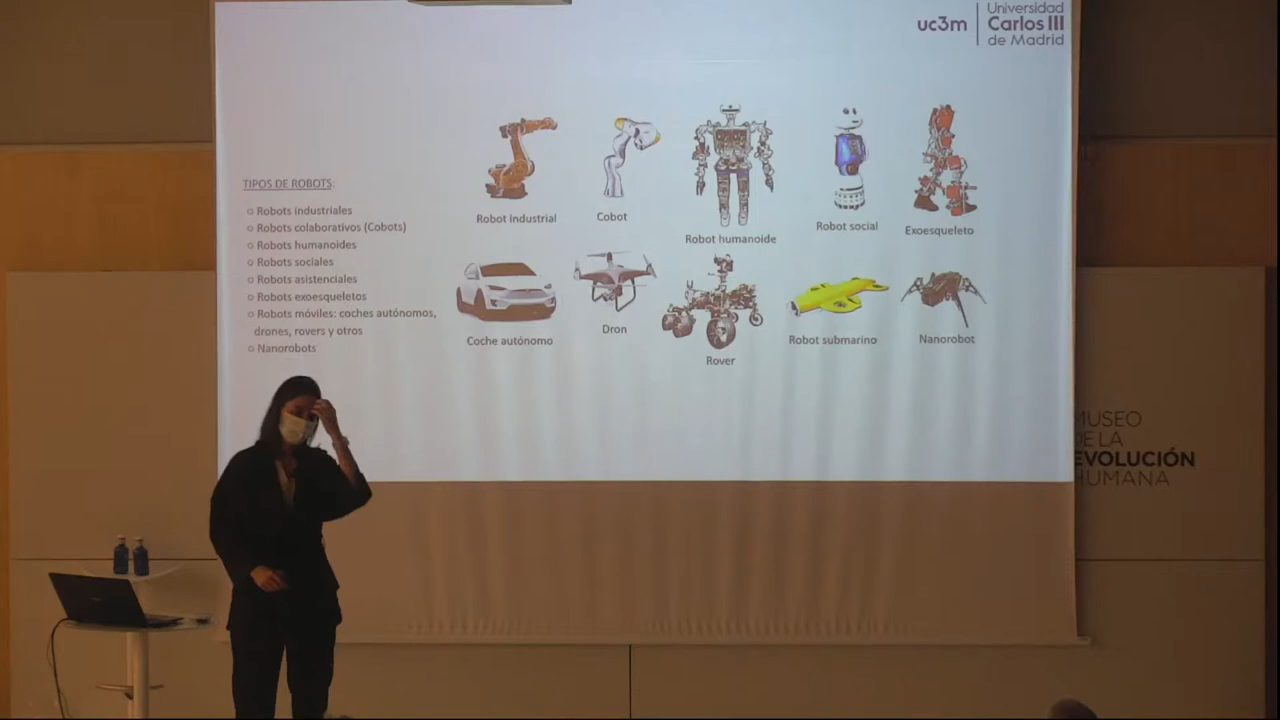 uc3m
Universidad
Carlos III
de Madrid
TIPOS DE ROBOTS:
Robots industriales
Robots colaborativos (Cobots)
Robots humanoides
Robots sociales
Robots asistenciales
Robots exoesqueletos
Robots móviles: coches autónomos,
drones, rovers y otros
Nanorobots
Robot industrial
Cobot
Robot humanoide
Robot social
Exoesqueleto
Coche autónomo
Dron
Rover
Robot submarino
Nanorobot
MUSEO
DE LA
EVOLUCIÓN
HUMANA